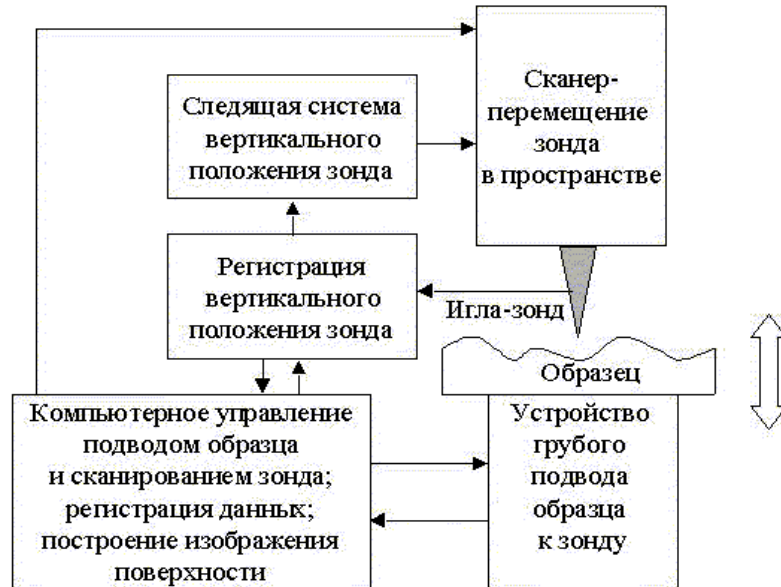 Сканер-
перемещение
зонда
в пространстве
Следящая система
вертикального
положения зонда
Регистрация
вертикального
положения зонда
Игла-зонд
Образец
Компьютерное управление
подводом образца
и сканированием зонда;
регистрация данных;
построение изображения
поверхности
Устройство
грубого
подвода
образца
к зонду